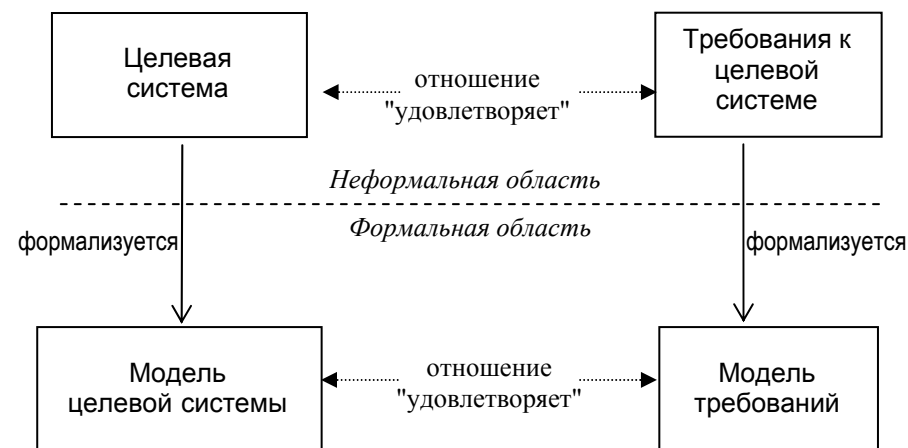 Целевая
система
отношение
"удовлетворяет"
Требования к
целевой
системе
Неформальная область
Формальная область
формализуется
формализуется
Модель
целевой системы
отношение
"удовлетворяет"
Модель
требований